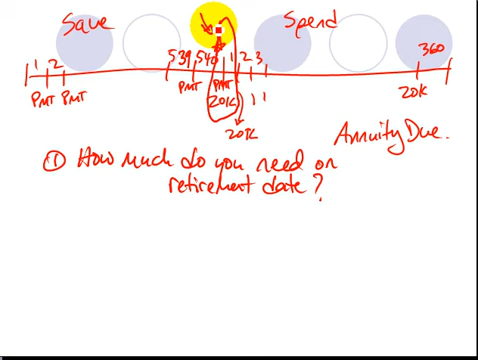 Save Spend
1 2 539 540 1 2 3 360
PMT PMT PMT PMT 20K
20K 20K
Annuity Due.
① How much do you need on
retirement date?